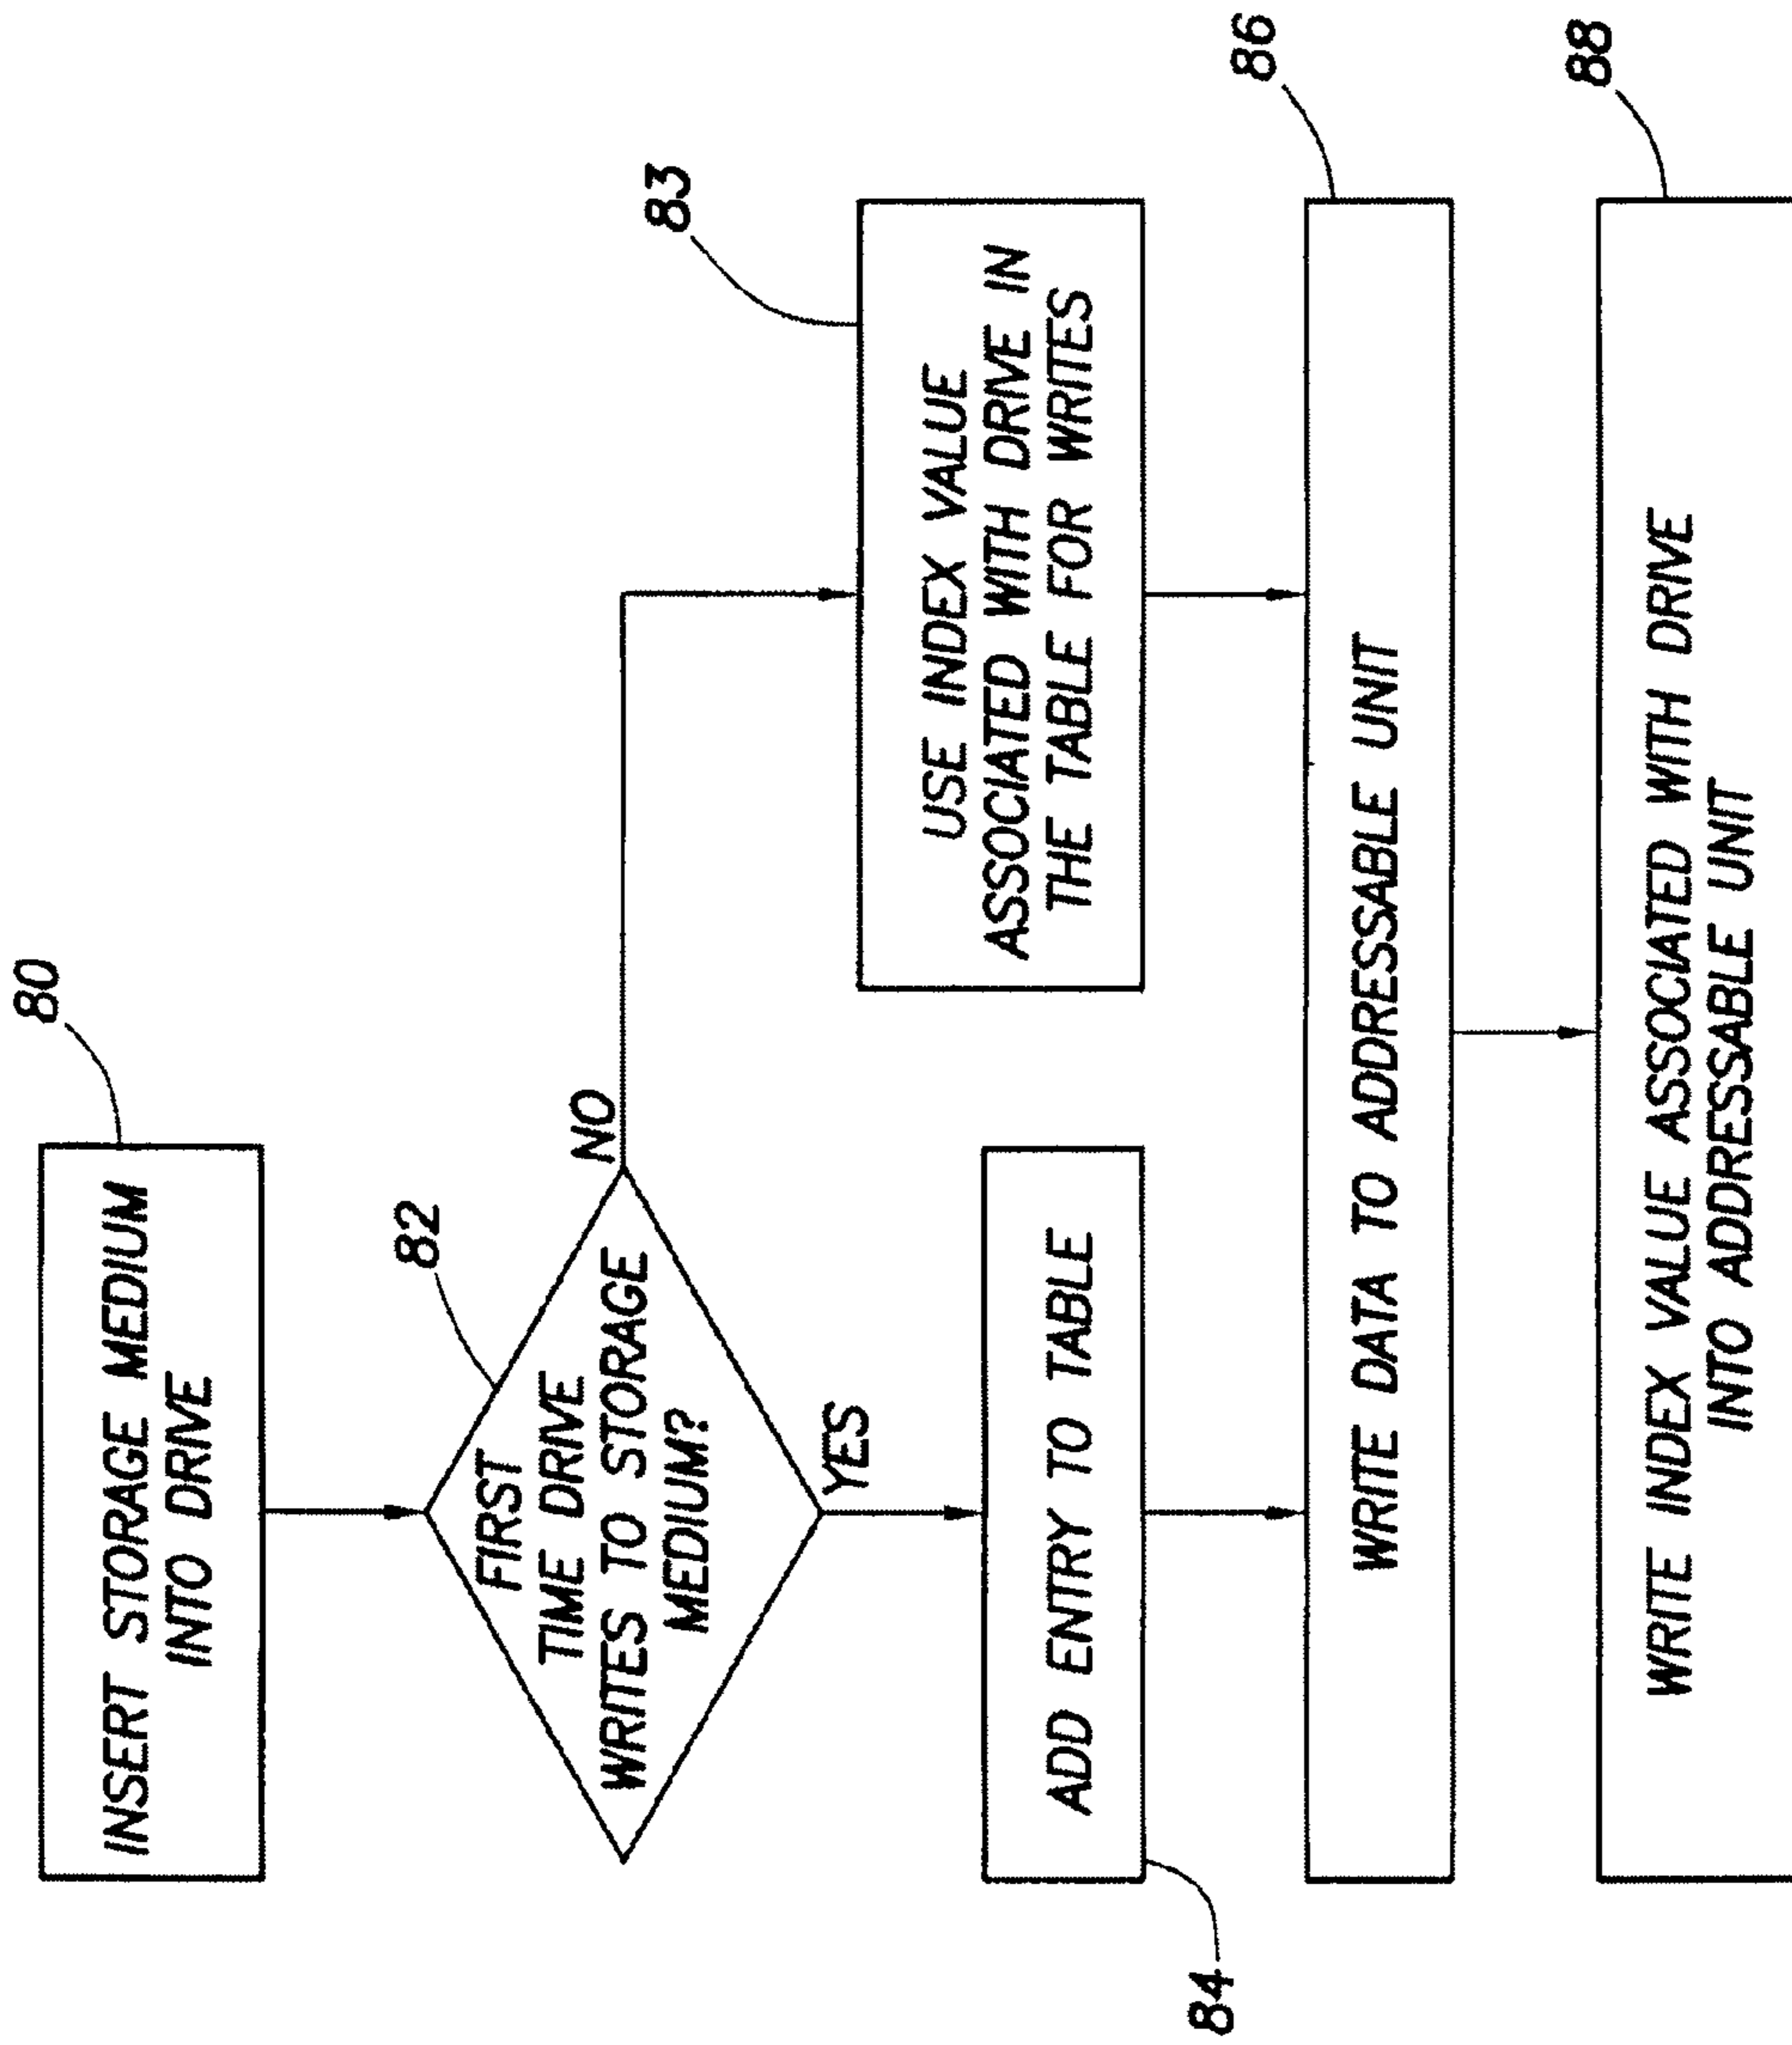 80
INSERT STORAGE MEDIUM
INTO DRIVE
82
FIRST
TIME DRIVE
WRITES TO STORAGE
MEDIUM?
NO
YES
83
USE INDEX VALUE
ASSOCIATED WITH DRIVE IN
THE TABLE FOR WRITES
84
ADD ENTRY TO TABLE
86
WRITE DATA TO ADDRESSABLE UNIT
88
WRITE INDEX VALUE ASSOCIATED WITH DRIVE
INTO ADDRESSABLE UNIT